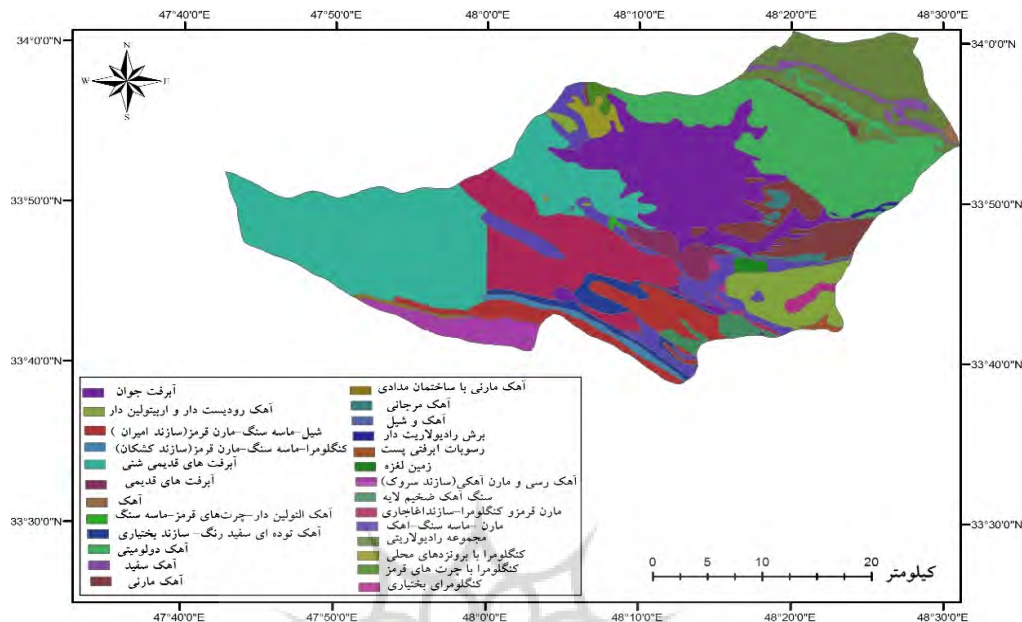 47°40'0"E 47°50'0"E 48°0'0"E 48°10'0"E 48°20'0"E 48°30'0"E
34°0'0"N 34°0'0"N
N
W E
S
33°50'0"N 33°50'0"N
33°40'0"N 33°40'0"N
آبرفت جوان
آهک رودیست دار و اربیتولین دار
شیل-ماسه سنگ-مارن قرمز(سازند امیران )
کنگلومرا-ماسه سنگ-مارن قرمز(سازند کشکان)
آبرفت های قدیمی شنی
آبرفت های قدیمی
آهک
آهک الئولین دار-چرت‌های قرمز-ماسه سنگ
آهک توده ای سفید رنگ- سازند بختیاری
آهک دولومیتی
آهک سفید
آهک مارنی
آهک مارنی با ساختمان مدادی
آهک مرجانی
آهک و شیل
برش رادیولاریت دار
رسوبات ابرفتی پست
زمین لغزه
آهک رسی و مارن آهکی(سازند سروک)
سنگ آهک ضخیم لایه
مارن قرمزو کنگلومرا-سازنداغاجاری
مارن-ماسه سنگ-اهک
مجموعه رادیولاریتی
کنگلومرا با برونزدهای محلی
کنگلومرا با چرت های قرمز
کنگلومرای بختیاری
33°30'0"N 33°30'0"N
0 5 10 20 کیلومتر
47°40'0"E 47°50'0"E 48°0'0"E 48°10'0"E 48°20'0"E 48°30'0"E